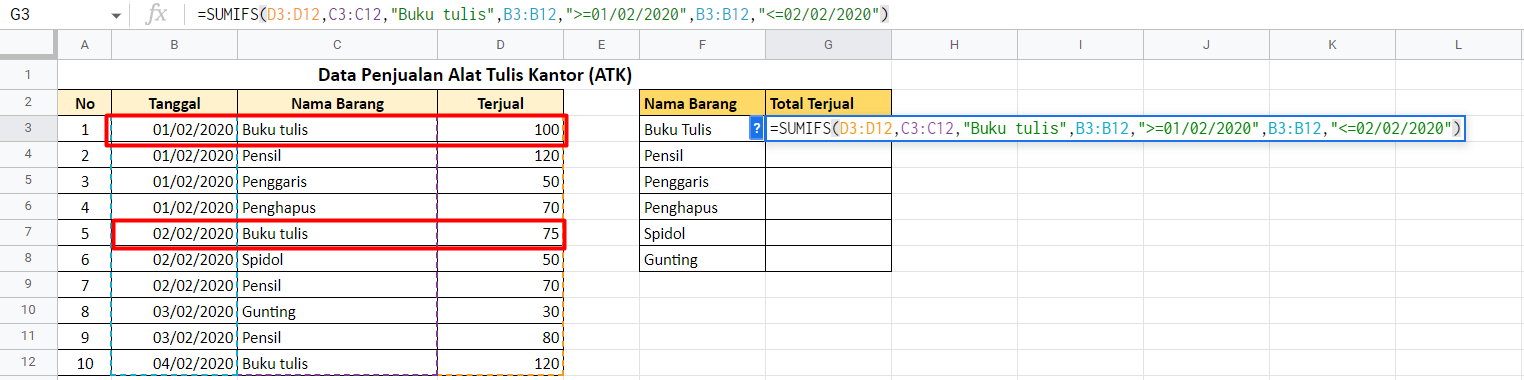 G3 fx =SUMIFS(D3:D12,C3:C12,"Buku tulis",B3:B12,">=01/02/2020",B3:B12,"<=02/02/2020")
A B C D E F G H I J K L
1 Data Penjualan Alat Tulis Kantor (ATK)
2 No Tanggal Nama Barang Terjual Nama Barang Total Terjual
3 1 01/02/2020 Buku tulis 100 Buku Tulis ? =SUMIFS(D3:D12,C3:C12,"Buku tulis",B3:B12,">=01/02/2020",B3:B12,"<=02/02/2020")
4 2 01/02/2020 Pensil 120 Pensil
5 3 01/02/2020 Penggaris 50 Penggaris
6 4 01/02/2020 Penghapus 70 Penghapus
7 5 02/02/2020 Buku tulis 75 Spidol
8 6 02/02/2020 Spidol 50 Gunting
9 7 02/02/2020 Pensil 70
10 8 03/02/2020 Gunting 30
11 9 03/02/2020 Pensil 80
12 10 04/02/2020 Buku tulis 120